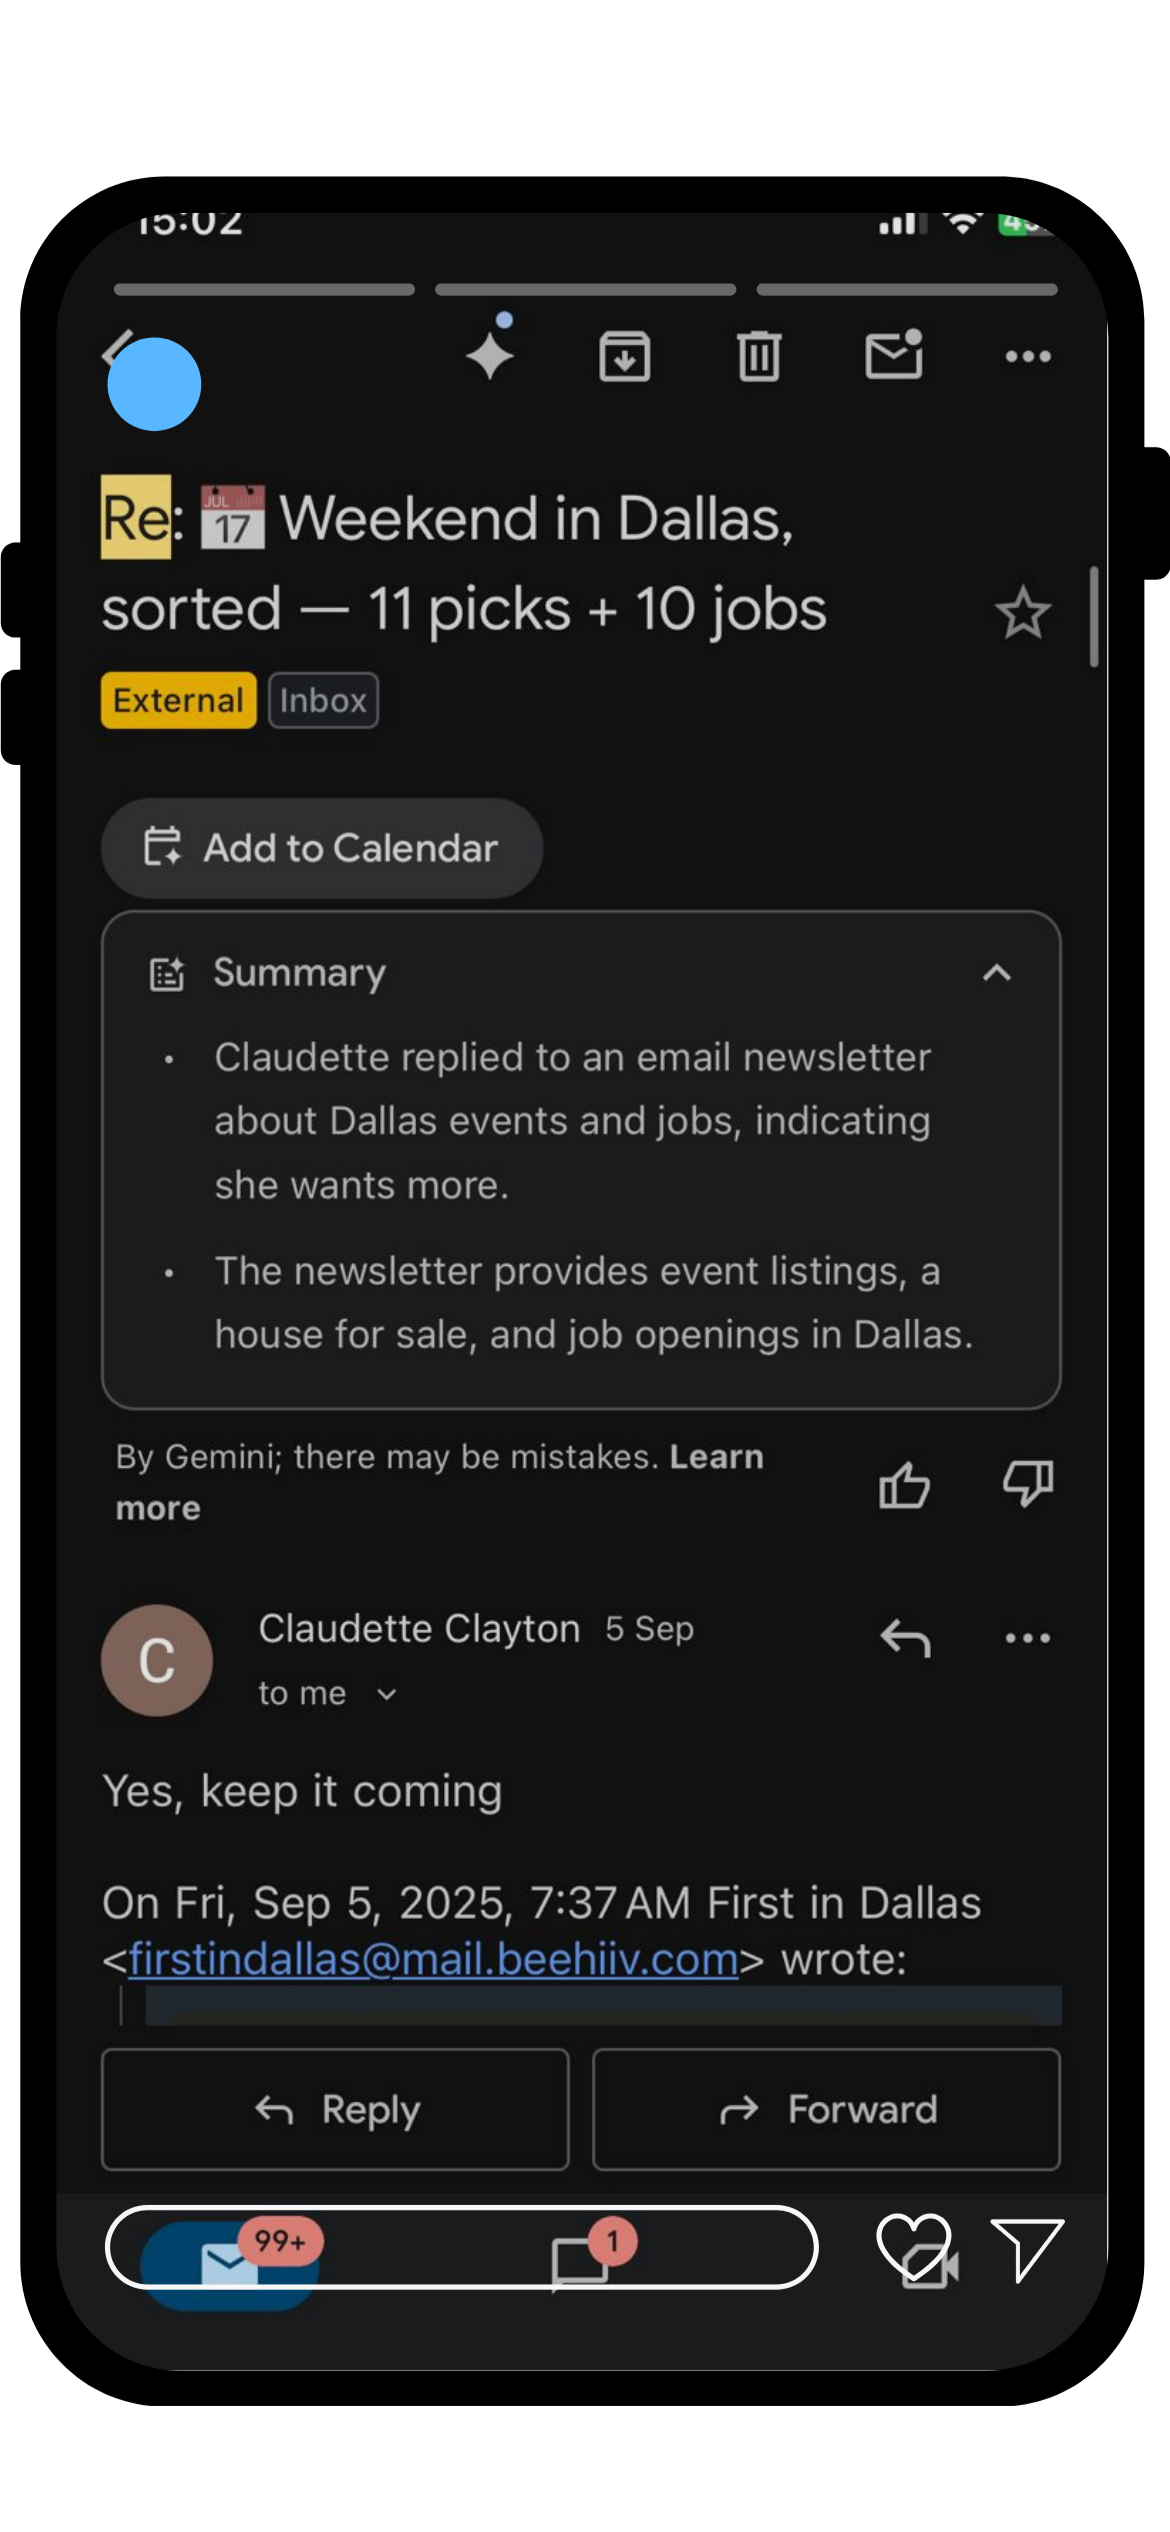 15:02
Re: 📅 Weekend in Dallas,
sorted — 11 picks + 10 jobs
External Inbox
Add to Calendar
Summary
• Claudette replied to an email newsletter
about Dallas events and jobs, indicating
she wants more.
• The newsletter provides event listings, a
house for sale, and job openings in Dallas.
By Gemini; there may be mistakes. Learn
more
C
Claudette Clayton 5 Sep
to me
Yes, keep it coming
On Fri, Sep 5, 2025, 7:37 AM First in Dallas
<firstindallas@mail.beehiiv.com> wrote:
Reply Forward
99+ 1